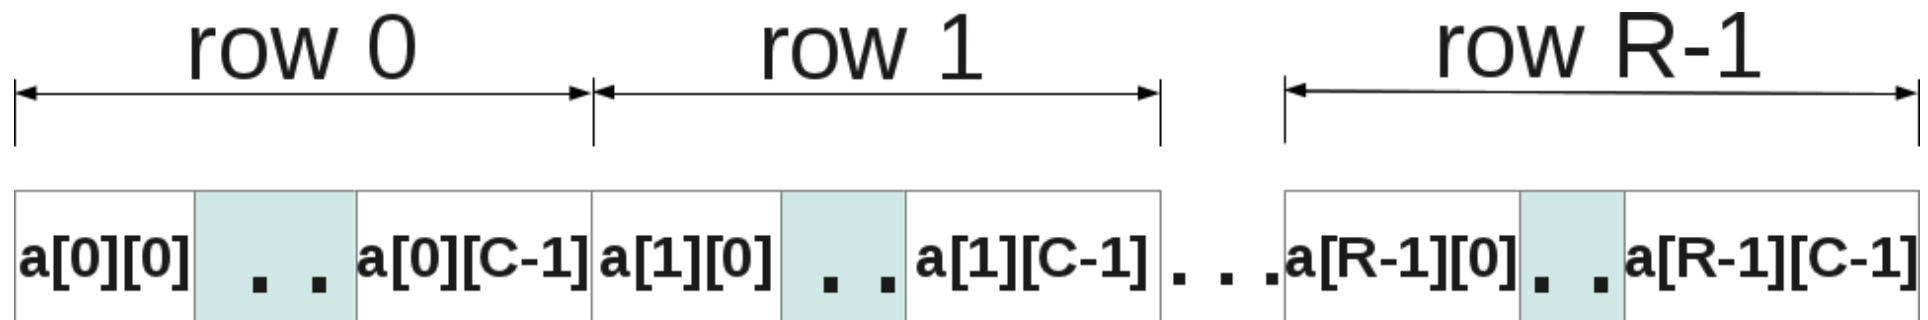 row 0 row 1 row R-1
a[0][0] . . a[0][C-1] a[1][0] . . a[1][C-1] . . . a[R-1][0] . . a[R-1][C-1]